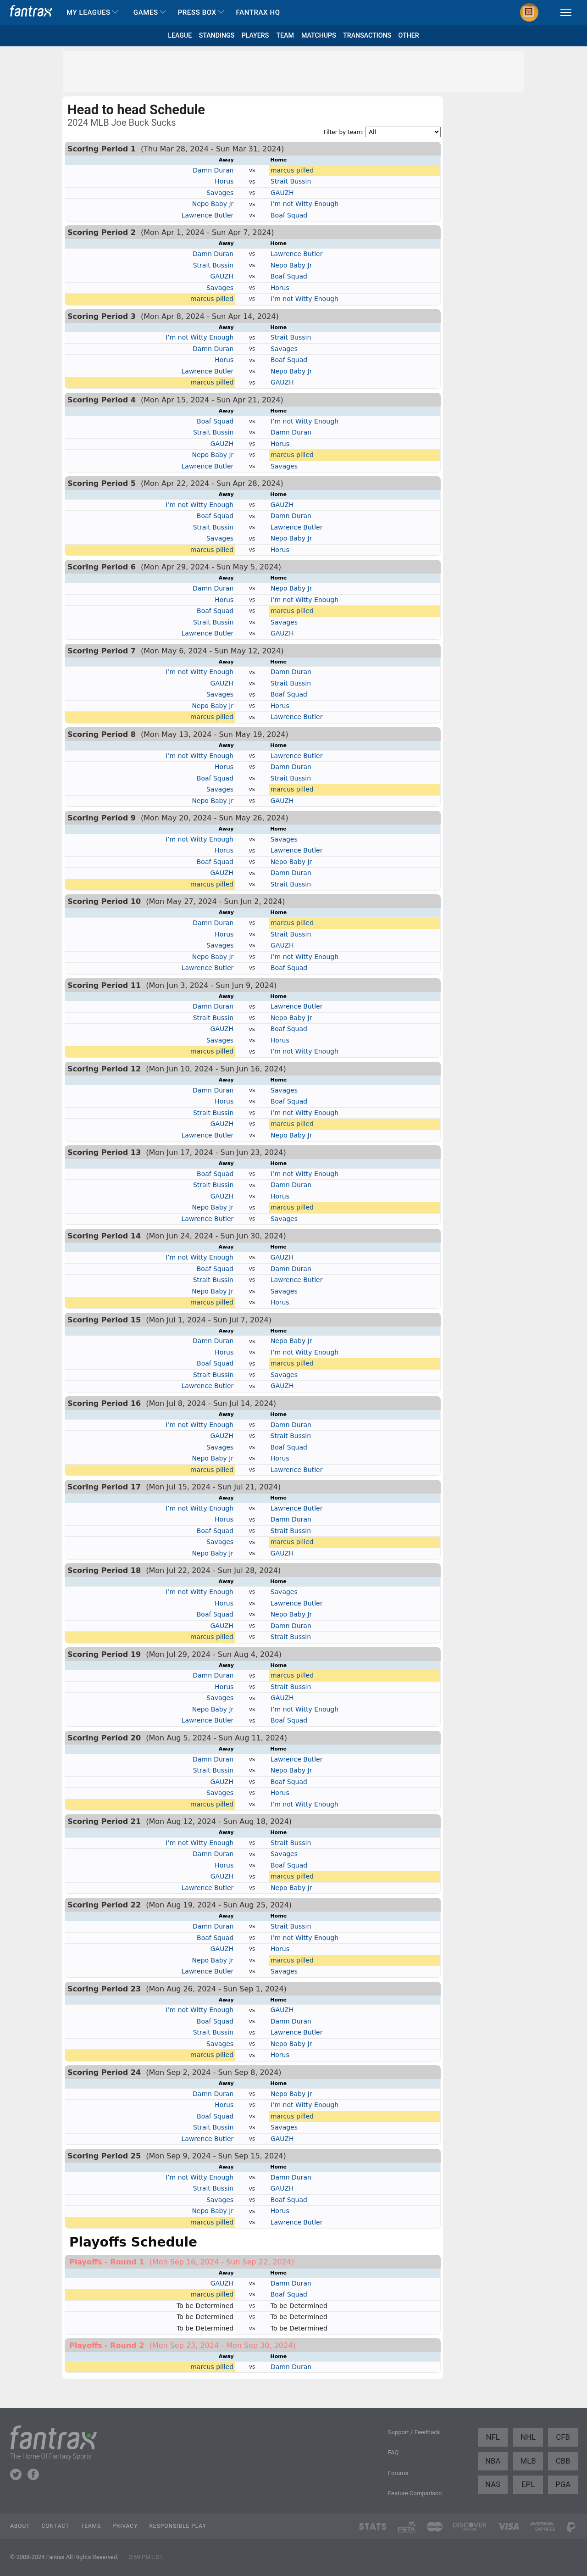 fantrax MY LEAGUES GAMES PRESS BOX FANTRAX HQ
LEAGUE STANDINGS PLAYERS TEAM MATCHUPS TRANSACTIONS OTHER
Head to head Schedule
2024 MLB Joe Buck Sucks
Filter by team: All
Scoring Period 1 (Thu Mar 28, 2024 - Sun Mar 31, 2024)
Away Home
Damn Duran vs marcus pilled
Horus vs Strait Bussin
Savages vs GAUZH
Nepo Baby Jr vs I'm not Witty Enough
Lawrence Butler vs Boaf Squad
Scoring Period 2 (Mon Apr 1, 2024 - Sun Apr 7, 2024)
Away Home
Damn Duran vs Lawrence Butler
Strait Bussin vs Nepo Baby Jr
GAUZH vs Boaf Squad
Savages vs Horus
marcus pilled vs I'm not Witty Enough
Scoring Period 3 (Mon Apr 8, 2024 - Sun Apr 14, 2024)
Away Home
I'm not Witty Enough vs Strait Bussin
Damn Duran vs Savages
Horus vs Boaf Squad
Lawrence Butler vs Nepo Baby Jr
marcus pilled vs GAUZH
Scoring Period 4 (Mon Apr 15, 2024 - Sun Apr 21, 2024)
Away Home
Boaf Squad vs I'm not Witty Enough
Strait Bussin vs Damn Duran
GAUZH vs Horus
Nepo Baby Jr vs marcus pilled
Lawrence Butler vs Savages
Scoring Period 5 (Mon Apr 22, 2024 - Sun Apr 28, 2024)
Away Home
I'm not Witty Enough vs GAUZH
Boaf Squad vs Damn Duran
Strait Bussin vs Lawrence Butler
Savages vs Nepo Baby Jr
marcus pilled vs Horus
Scoring Period 6 (Mon Apr 29, 2024 - Sun May 5, 2024)
Away Home
Damn Duran vs Nepo Baby Jr
Horus vs I'm not Witty Enough
Boaf Squad vs marcus pilled
Strait Bussin vs Savages
Lawrence Butler vs GAUZH
Scoring Period 7 (Mon May 6, 2024 - Sun May 12, 2024)
Away Home
I'm not Witty Enough vs Damn Duran
GAUZH vs Strait Bussin
Savages vs Boaf Squad
Nepo Baby Jr vs Horus
marcus pilled vs Lawrence Butler
Scoring Period 8 (Mon May 13, 2024 - Sun May 19, 2024)
Away Home
I'm not Witty Enough vs Lawrence Butler
Horus vs Damn Duran
Boaf Squad vs Strait Bussin
Savages vs marcus pilled
Nepo Baby Jr vs GAUZH
Scoring Period 9 (Mon May 20, 2024 - Sun May 26, 2024)
Away Home
I'm not Witty Enough vs Savages
Horus vs Lawrence Butler
Boaf Squad vs Nepo Baby Jr
GAUZH vs Damn Duran
marcus pilled vs Strait Bussin
Scoring Period 10 (Mon May 27, 2024 - Sun Jun 2, 2024)
Away Home
Damn Duran vs marcus pilled
Horus vs Strait Bussin
Savages vs GAUZH
Nepo Baby Jr vs I'm not Witty Enough
Lawrence Butler vs Boaf Squad
Scoring Period 11 (Mon Jun 3, 2024 - Sun Jun 9, 2024)
Away Home
Damn Duran vs Lawrence Butler
Strait Bussin vs Nepo Baby Jr
GAUZH vs Boaf Squad
Savages vs Horus
marcus pilled vs I'm not Witty Enough
Scoring Period 12 (Mon Jun 10, 2024 - Sun Jun 16, 2024)
Away Home
Damn Duran vs Savages
Horus vs Boaf Squad
Strait Bussin vs I'm not Witty Enough
GAUZH vs marcus pilled
Lawrence Butler vs Nepo Baby Jr
Scoring Period 13 (Mon Jun 17, 2024 - Sun Jun 23, 2024)
Away Home
Boaf Squad vs I'm not Witty Enough
Strait Bussin vs Damn Duran
GAUZH vs Horus
Nepo Baby Jr vs marcus pilled
Lawrence Butler vs Savages
Scoring Period 14 (Mon Jun 24, 2024 - Sun Jun 30, 2024)
Away Home
I'm not Witty Enough vs GAUZH
Boaf Squad vs Damn Duran
Strait Bussin vs Lawrence Butler
Nepo Baby Jr vs Savages
marcus pilled vs Horus
Scoring Period 15 (Mon Jul 1, 2024 - Sun Jul 7, 2024)
Away Home
Damn Duran vs Nepo Baby Jr
Horus vs I'm not Witty Enough
Boaf Squad vs marcus pilled
Strait Bussin vs Savages
Lawrence Butler vs GAUZH
Scoring Period 16 (Mon Jul 8, 2024 - Sun Jul 14, 2024)
Away Home
I'm not Witty Enough vs Damn Duran
GAUZH vs Strait Bussin
Savages vs Boaf Squad
Nepo Baby Jr vs Horus
marcus pilled vs Lawrence Butler
Scoring Period 17 (Mon Jul 15, 2024 - Sun Jul 21, 2024)
Away Home
I'm not Witty Enough vs Lawrence Butler
Horus vs Damn Duran
Boaf Squad vs Strait Bussin
Savages vs marcus pilled
Nepo Baby Jr vs GAUZH
Scoring Period 18 (Mon Jul 22, 2024 - Sun Jul 28, 2024)
Away Home
I'm not Witty Enough vs Savages
Horus vs Lawrence Butler
Boaf Squad vs Nepo Baby Jr
GAUZH vs Damn Duran
marcus pilled vs Strait Bussin
Scoring Period 19 (Mon Jul 29, 2024 - Sun Aug 4, 2024)
Away Home
Damn Duran vs marcus pilled
Horus vs Strait Bussin
Savages vs GAUZH
Nepo Baby Jr vs I'm not Witty Enough
Lawrence Butler vs Boaf Squad
Scoring Period 20 (Mon Aug 5, 2024 - Sun Aug 11, 2024)
Away Home
Damn Duran vs Lawrence Butler
Strait Bussin vs Nepo Baby Jr
GAUZH vs Boaf Squad
Savages vs Horus
marcus pilled vs I'm not Witty Enough
Scoring Period 21 (Mon Aug 12, 2024 - Sun Aug 18, 2024)
Away Home
I'm not Witty Enough vs Strait Bussin
Damn Duran vs Savages
Horus vs Boaf Squad
GAUZH vs marcus pilled
Lawrence Butler vs Nepo Baby Jr
Scoring Period 22 (Mon Aug 19, 2024 - Sun Aug 25, 2024)
Away Home
Damn Duran vs Strait Bussin
Boaf Squad vs I'm not Witty Enough
GAUZH vs Horus
Nepo Baby Jr vs marcus pilled
Lawrence Butler vs Savages
Scoring Period 23 (Mon Aug 26, 2024 - Sun Sep 1, 2024)
Away Home
I'm not Witty Enough vs GAUZH
Boaf Squad vs Damn Duran
Strait Bussin vs Lawrence Butler
Savages vs Nepo Baby Jr
marcus pilled vs Horus
Scoring Period 24 (Mon Sep 2, 2024 - Sun Sep 8, 2024)
Away Home
Damn Duran vs Nepo Baby Jr
Horus vs I'm not Witty Enough
Boaf Squad vs marcus pilled
Strait Bussin vs Savages
Lawrence Butler vs GAUZH
Scoring Period 25 (Mon Sep 9, 2024 - Sun Sep 15, 2024)
Away Home
I'm not Witty Enough vs Damn Duran
Strait Bussin vs GAUZH
Savages vs Boaf Squad
Nepo Baby Jr vs Horus
marcus pilled vs Lawrence Butler
Playoffs Schedule
Playoffs - Round 1 (Mon Sep 16, 2024 - Sun Sep 22, 2024)
Away Home
GAUZH vs Damn Duran
marcus pilled vs Boaf Squad
To be Determined vs To be Determined
To be Determined vs To be Determined
To be Determined vs To be Determined
Playoffs - Round 2 (Mon Sep 23, 2024 - Mon Sep 30, 2024)
Away Home
marcus pilled vs Damn Duran
fantrax
The Home Of Fantasy Sports
Support / Feedback
FAQ
Forums
Feature Comparison
NFL NHL CFB
NBA MLB CBB
NAS EPL PGA
ABOUT CONTACT TERMS PRIVACY RESPONSIBLE PLAY
STATS DISCOVER VISA
© 2008-2024 Fantrax All Rights Reserved.